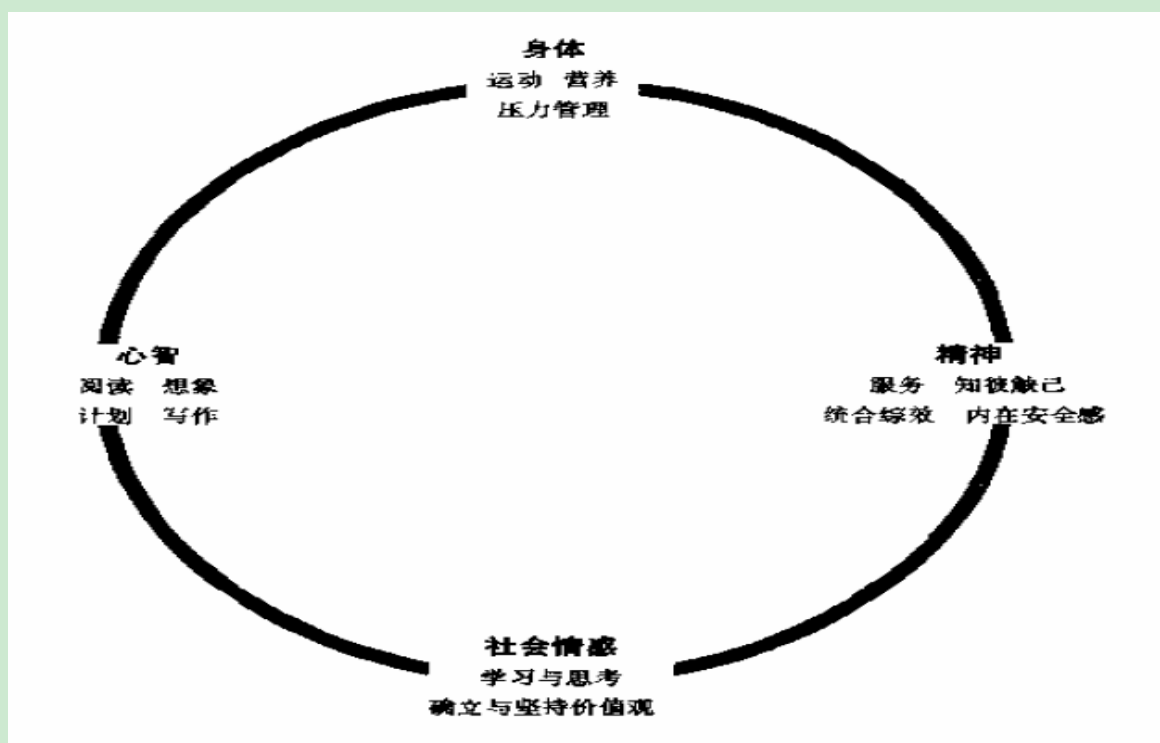 身体
运动 营养
压力管理
心智
阅读 想象
计划 写作
精神
服务 知彼解己
统合综效 内在安全感
社会情感
学习与思考
确立与坚持价值观